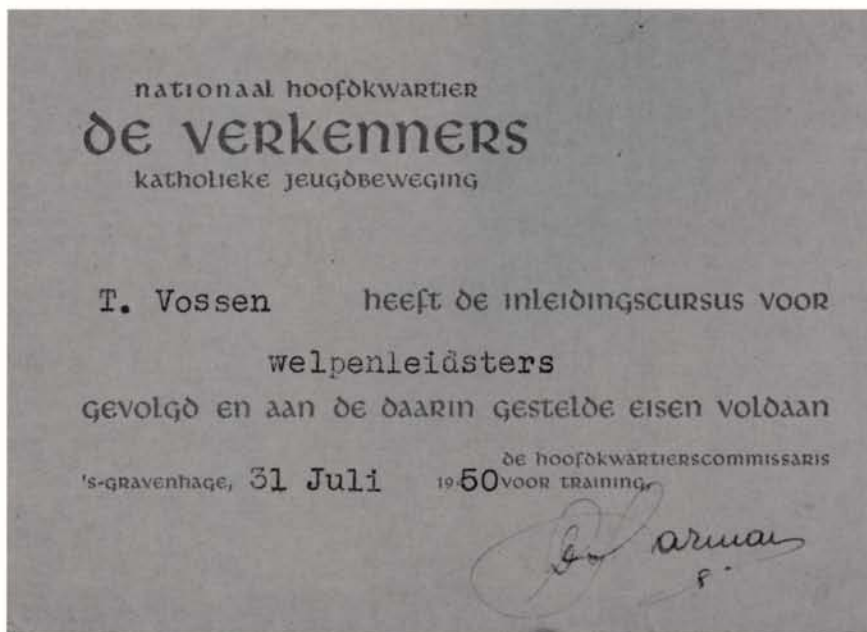 nationaal hoofdkwartier
de verkenners
katholieke jeugdbeweging
T. Vossen heeft de inleidingscursus voor
welpenleidsters
gevolgd en aan de daarin gestelde eisen voldaan
de hoofdkwartierscommissaris
's-gravenhage, 31 Juli 1950 voor training,